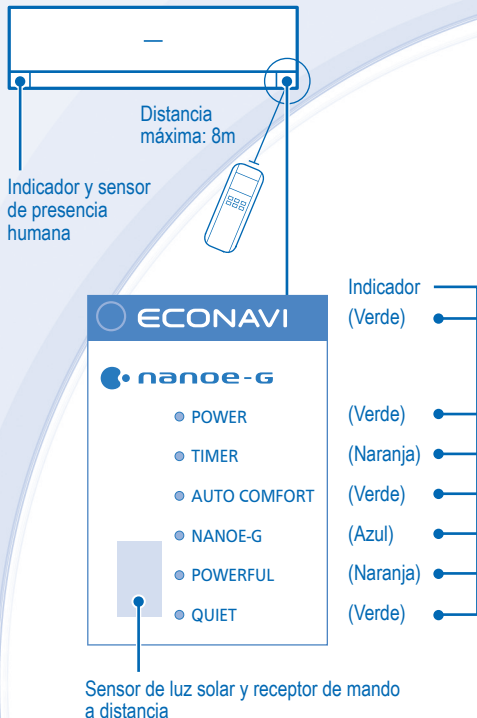 Distancia
máxima: 8m
Indicador y sensor
de presencia
humana
Indicador
ECONAVI
(Verde)
nanoe-G
POWER
(Verde)
TIMER
(Naranja)
AUTO COMFORT
(Verde)
NANOE-G
(Azul)
POWERFUL
(Naranja)
QUIET
(Verde)
Sensor de luz solar y receptor de mando
a distancia